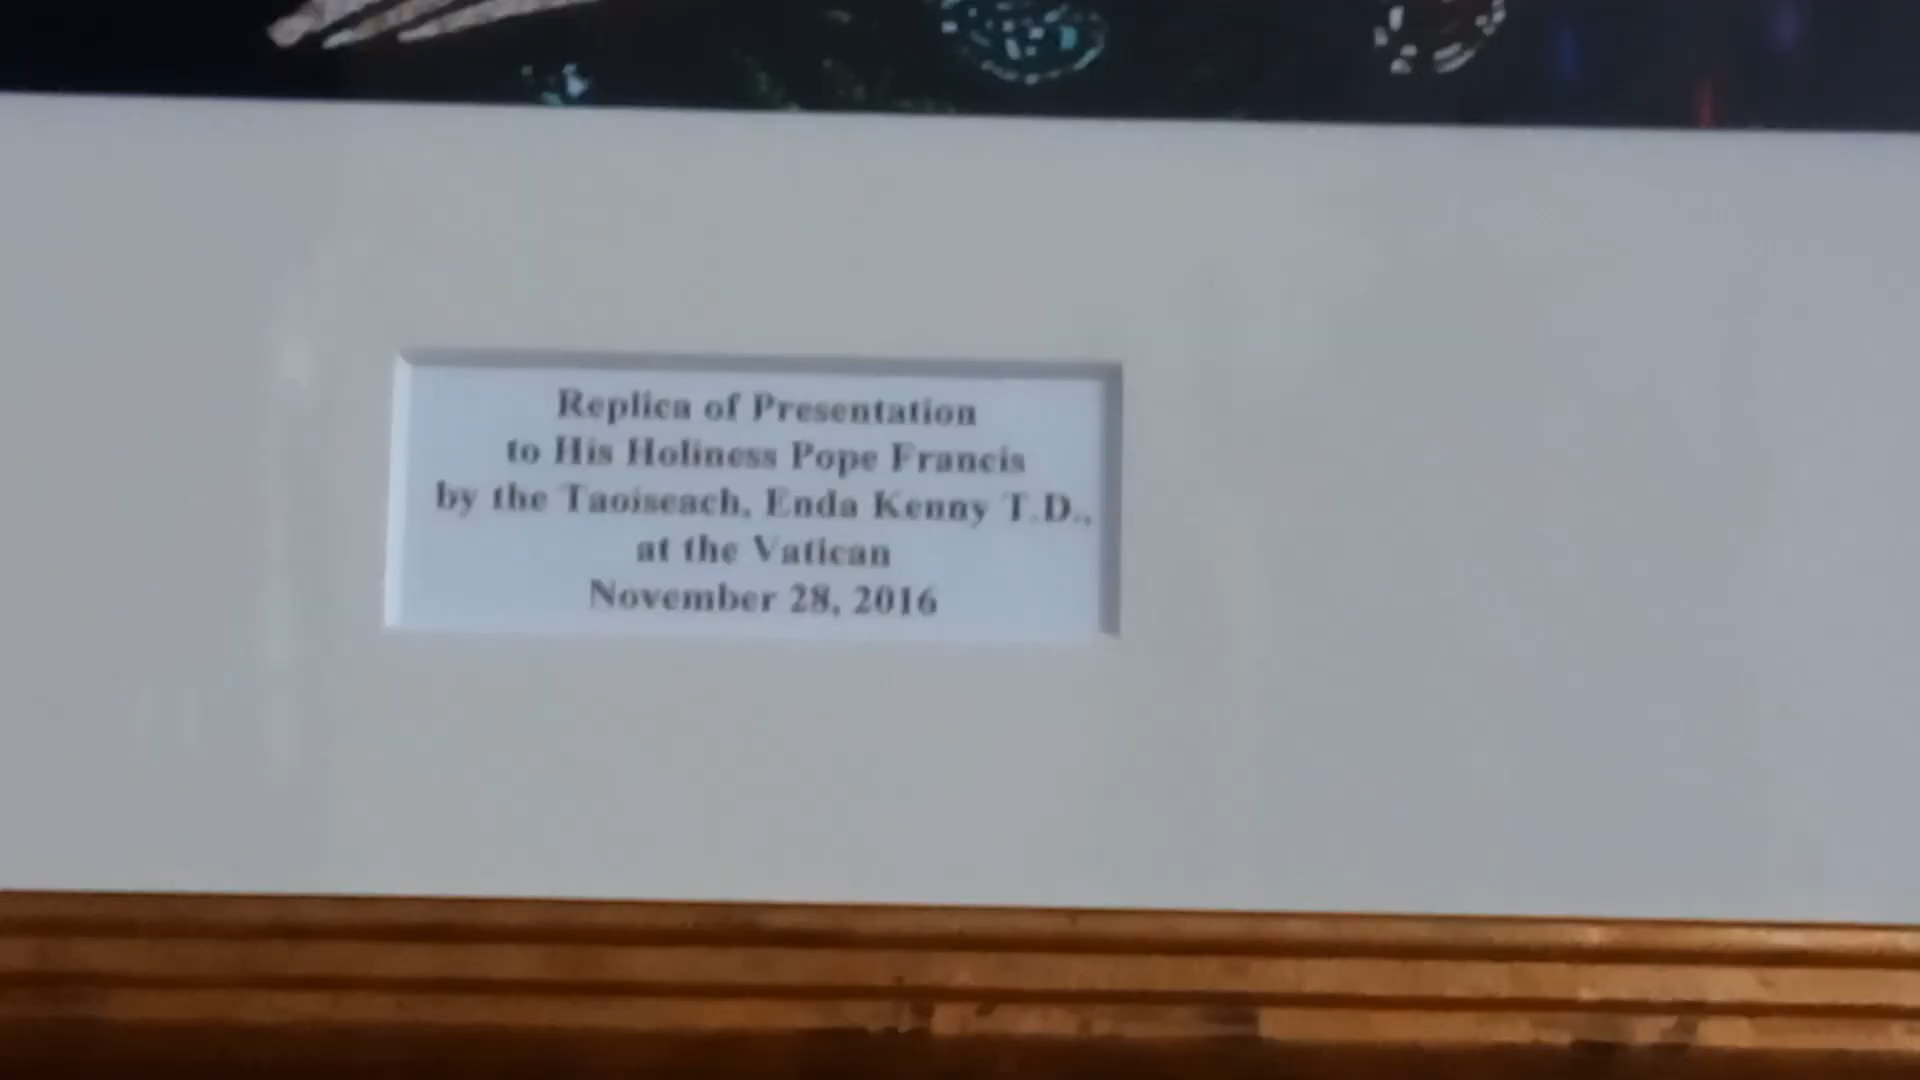 Replica of Presentation
to His Holiness Pope Francis
by the Taoiseach, Enda Kenny T.D.,
at the Vatican
November 28, 2016